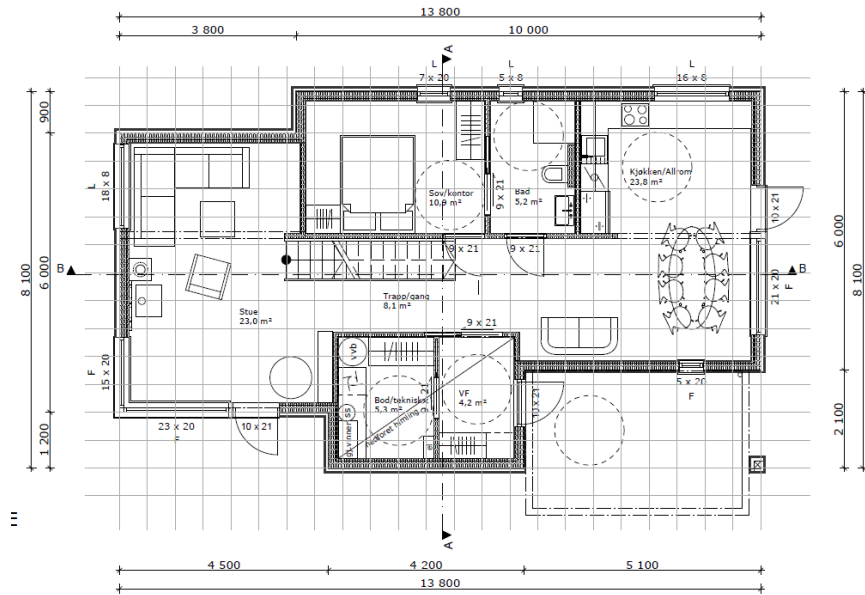 13 800
3 800
10 000
A
L
L
L
7 x 20
5 x 8
16 x 8
900
6 000
8 100
1 200
L
18 x 8
Sov/kontor
10,9 m²
9 x 21
Bad
5,2 m²
Kjøkken/Allrom
23,8 m²
10 x 21
6 000
8 100
2 100
9 x 21
9 x 21
B
B
F
21 x 20
Trapp/gang
8,1 m²
Stue
23,0 m²
9 x 21
F
15 x 20
vvb
Bod/teknisk
5,3 m²
VF
4,2 m²
10 x 21
5 x 20
F
23 x 20
F
10 x 21
nedforet himling
ss
A
4 500
4 200
5 100
13 800